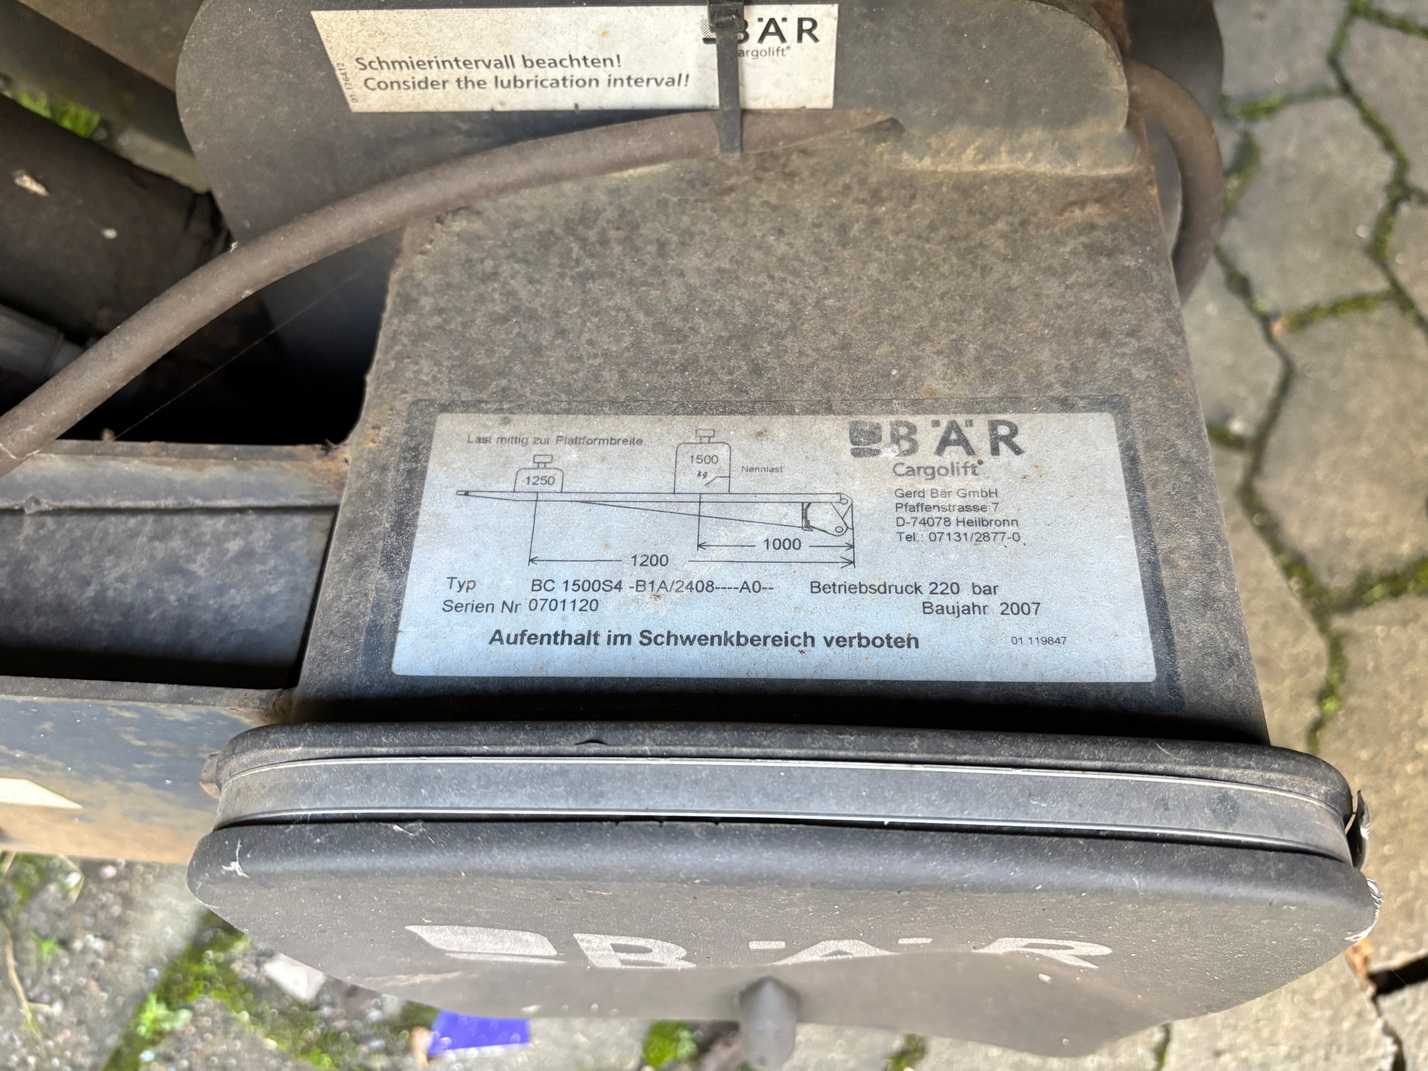 BÄR
Cargolift
Schmierintervall beachten!
Consider the lubrication interval!
Last mittig zur Plattformbreite
1250
1500
kg
Nennlast
1000
1200
BÄR
Cargolift
Gerd Bär GmbH
Pfaffenstrasse 7
D-74078 Heilbronn
Tel.: 07131/2877-0
Typ BC 1500S4 -B1A/2408----A0-- Betriebsdruck 220 bar
Serien Nr 0701120 Baujahr 2007
Aufenthalt im Schwenkbereich verboten 01 119847
BÄR